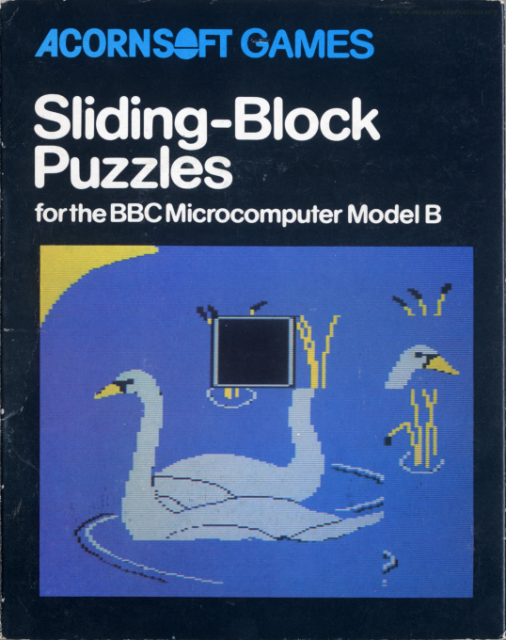 ACORNSOFT GAMES
Sliding-Block
Puzzles
for the BBC Microcomputer Model B